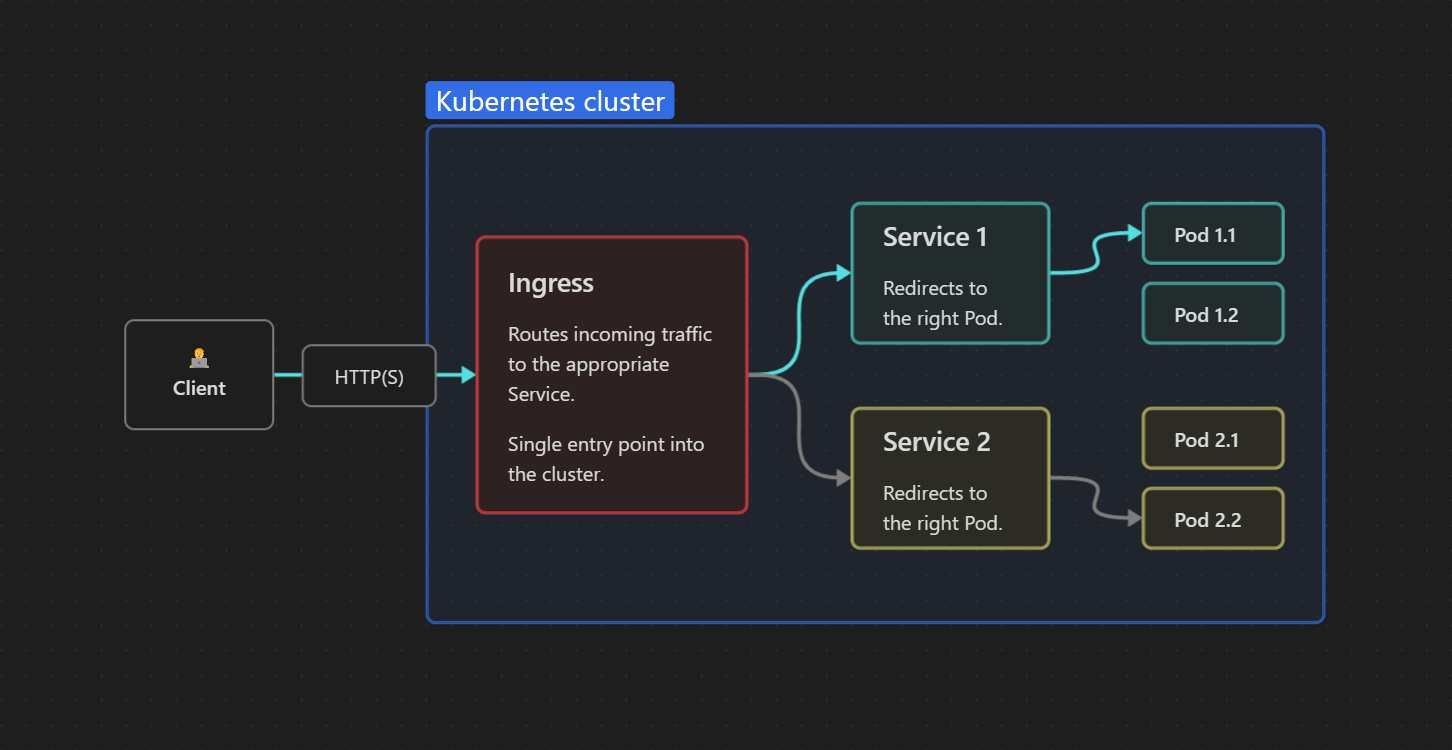 Kubernetes cluster
Client
HTTP(S)
Ingress
Routes incoming traffic
to the appropriate
Service.
Single entry point into
the cluster.
Service 1
Redirects to
the right Pod.
Pod 1.1
Pod 1.2
Service 2
Redirects to
the right Pod.
Pod 2.1
Pod 2.2